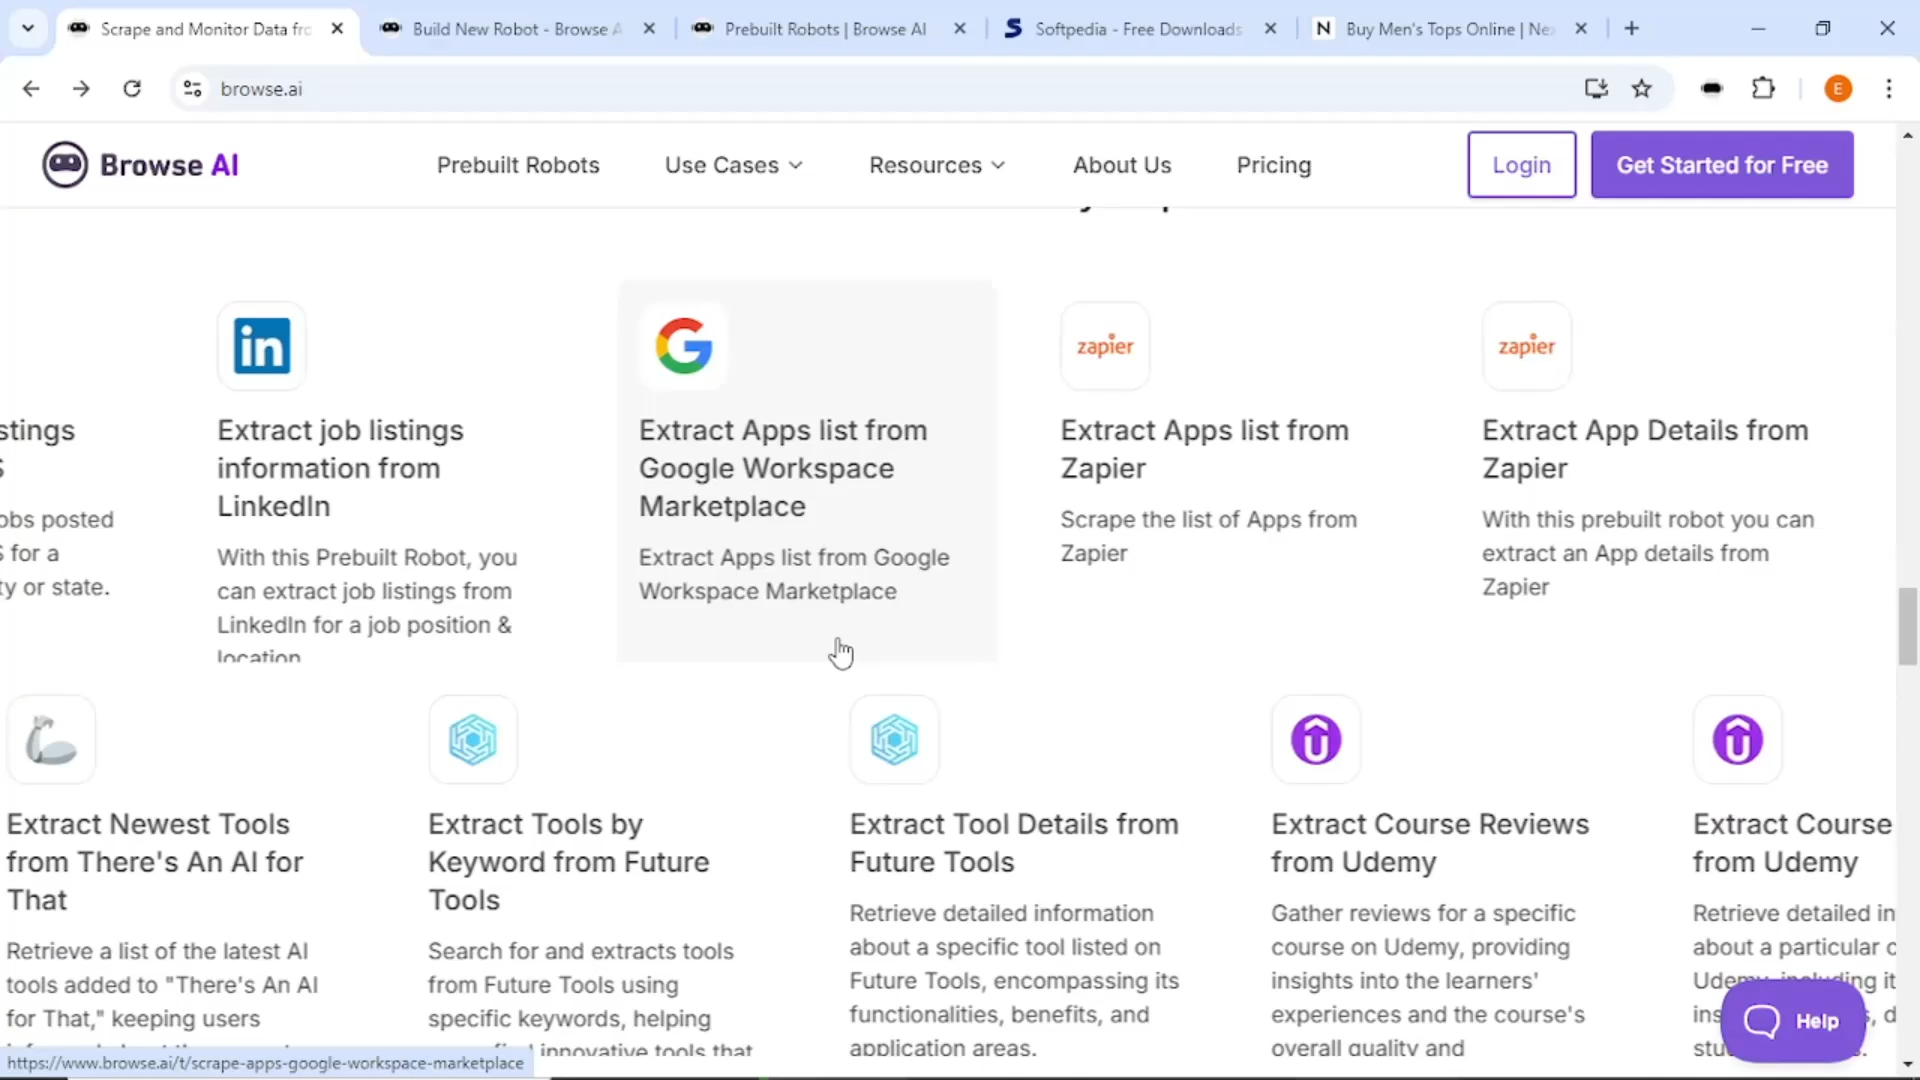 Scrape and Monitor Data fro
Build New Robot - Browse A
Prebuilt Robots | Browse AI
Softpedia - Free Downloads
Buy Men's Tops Online | Nex
browse.ai
E
Browse AI
Prebuilt Robots
Use Cases
Resources
About Us
Pricing
Login
Get Started for Free
stings
S
obs posted
S for a
ty or state.
in
Extract job listings
information from
LinkedIn
With this Prebuilt Robot, you
can extract job listings from
LinkedIn for a job position &
location
G
Extract Apps list from
Google Workspace
Marketplace
Extract Apps list from Google
Workspace Marketplace
zapier
Extract Apps list from
Zapier
Scrape the list of Apps from
Zapier
zapier
Extract App Details from
Zapier
With this prebuilt robot you can
extract an App details from
Zapier
Extract Newest Tools
from There's An AI for
That
Retrieve a list of the latest AI
tools added to "There's An AI
for That," keeping users
Extract Tools by
Keyword from Future
Tools
Search for and extracts tools
from Future Tools using
specific keywords, helping
innovative tools that
Extract Tool Details from
Future Tools
Retrieve detailed information
about a specific tool listed on
Future Tools, encompassing its
functionalities, benefits, and
application areas.
Extract Course Reviews
from Udemy
Gather reviews for a specific
course on Udemy, providing
insights into the learners'
experiences and the course's
overall quality and
Extract Course
from Udemy
Retrieve detailed in
about a particular c
Help
https://www.browse.ai/t/scrape-apps-google-workspace-marketplace